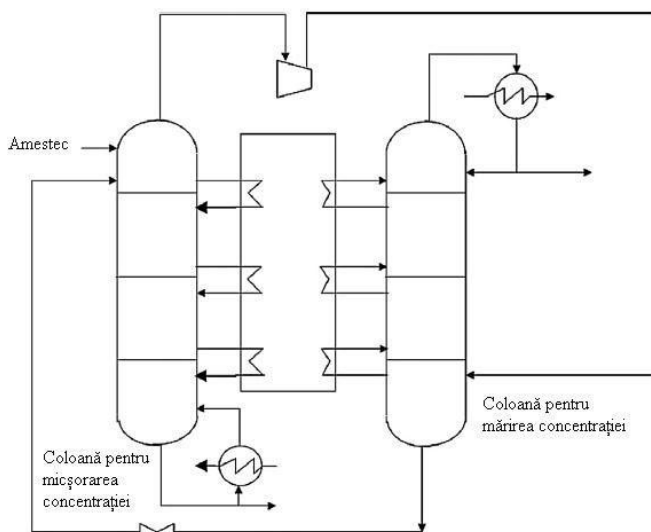 Amestec
Coloană pentru
mărirea concentrației
Coloană pentru
micșorarea
concentrației